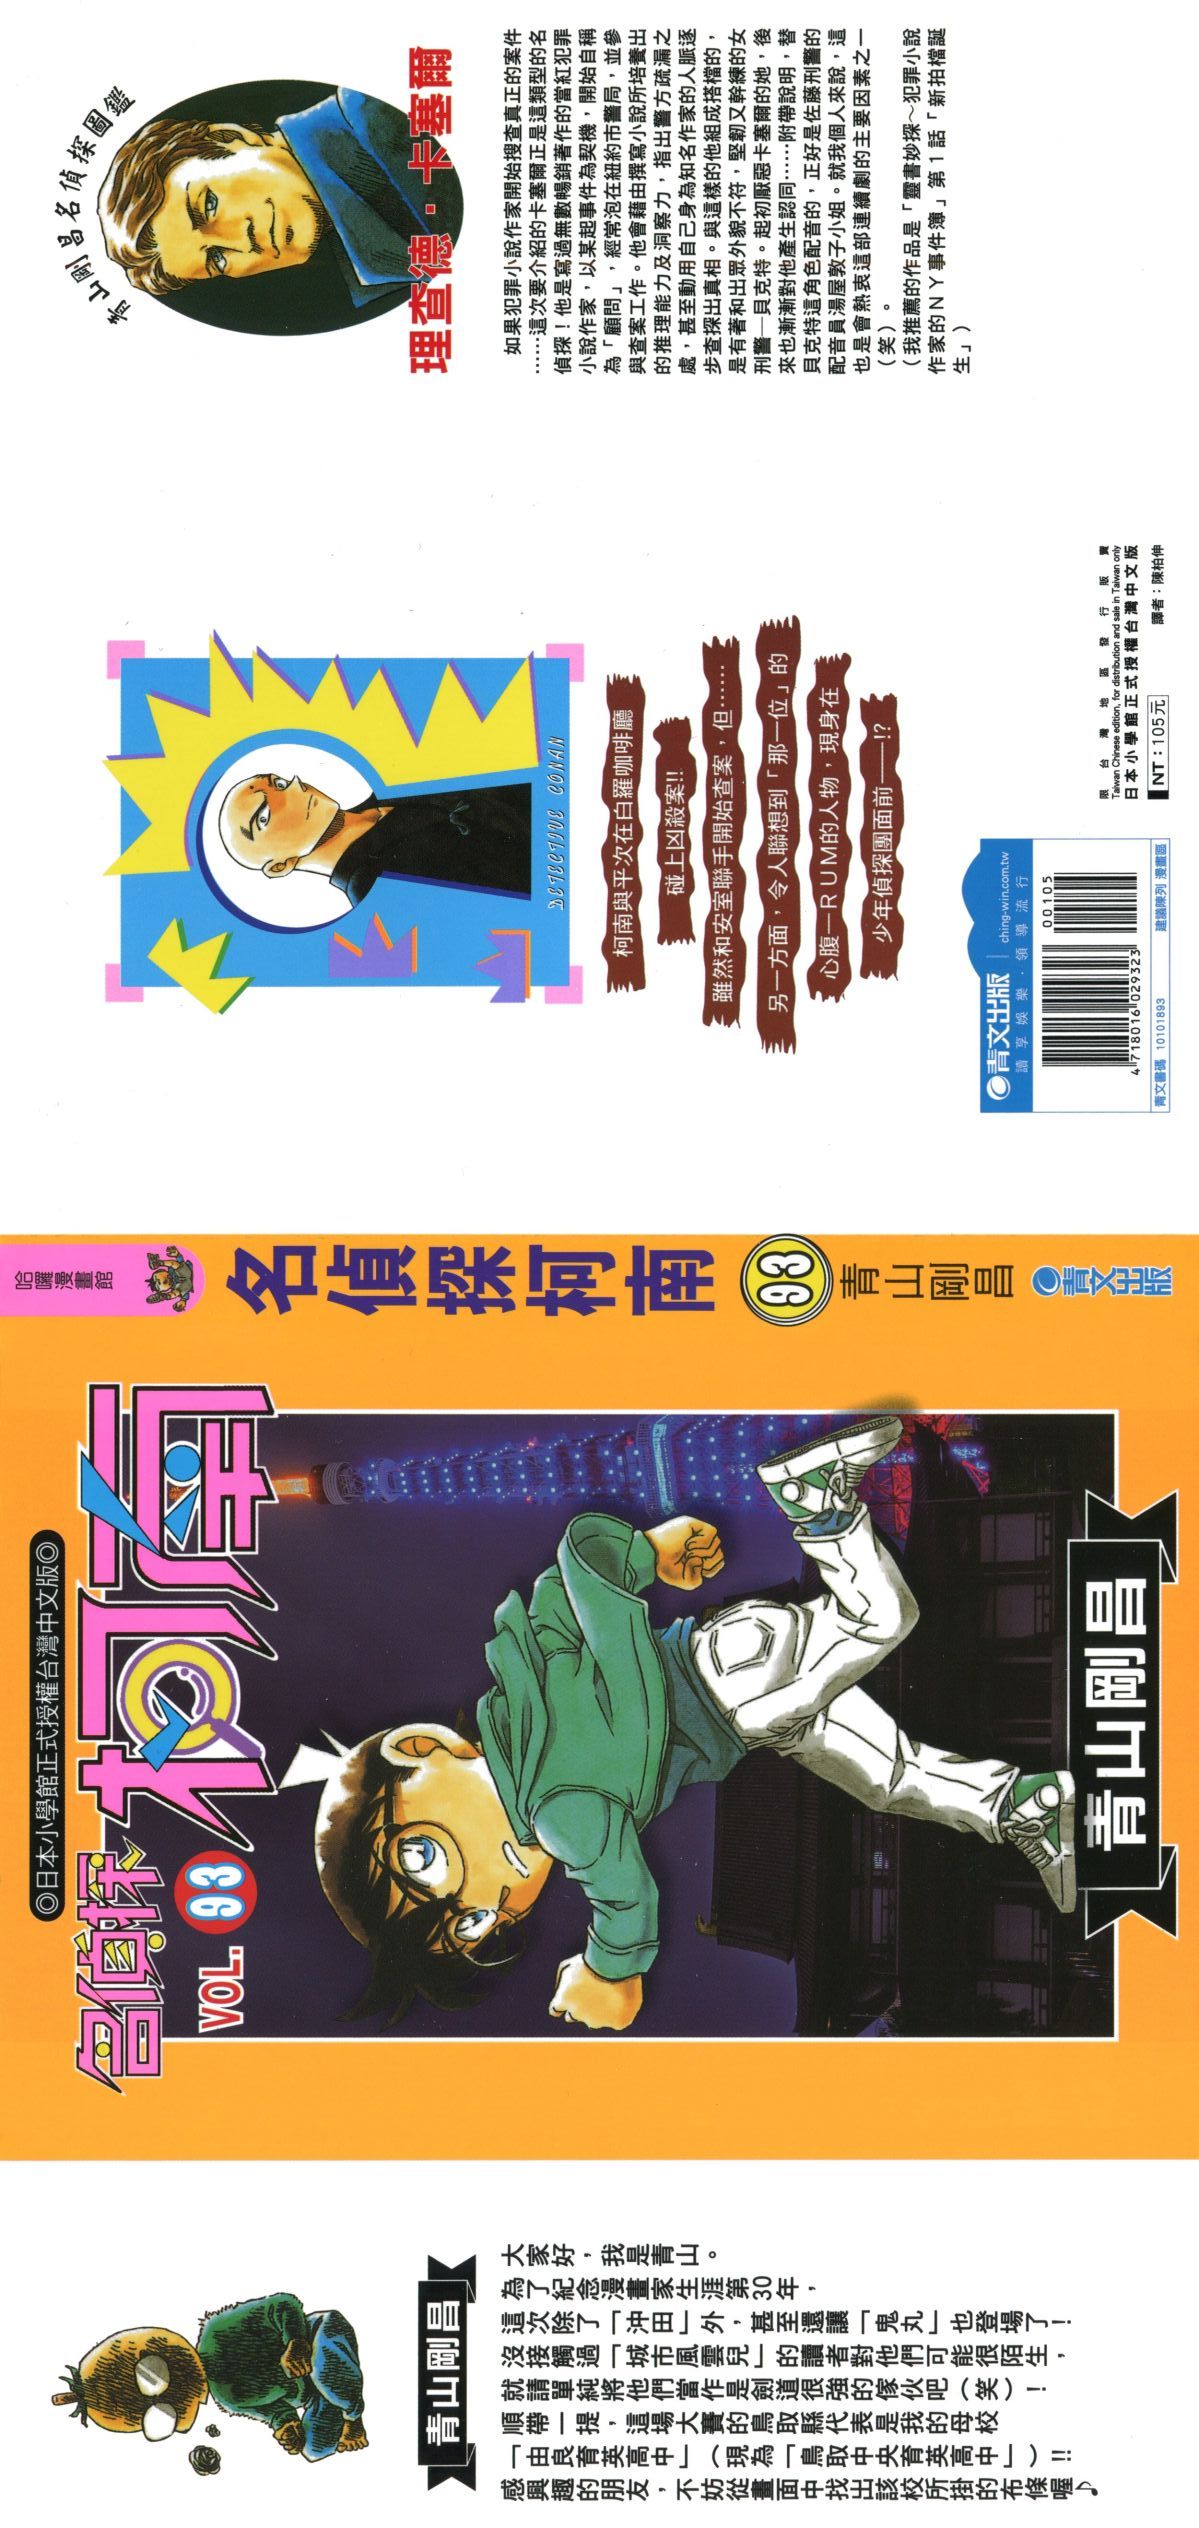 青山剛昌名偵探圖鑑
理查德·卡塞爾
如果犯罪小說作家開始搜查真正的案件
……這次要介紹的卡塞爾正是這類型的名
偵探！他是寫過無數暢銷著作的當紅犯罪
小說作家，以某起事件為契機，開始自稱
為「顧問」，經常泡在紐約市警局，並參
與查案工作。他會藉由撰寫小說所培養出
的推理能力及洞察力，指出警方疏漏之
處，甚至動用自己身為知名作家的人脈逐
步查探出真相。與這樣的他組成搭檔的，
是有著和出眾外貌不符，堅韌又幹練的女
刑警—貝克特。起初厭惡卡塞爾的她，後
來也漸漸對他產生認同……附帶說明，替
貝克特這角色配音的，正好是佐藤刑警的
配音員湯屋敦子小姐。就我個人來說，這
也是會熱衷這部連續劇的主要因素之一
（笑）。
（我推薦的作品是「靈書妙探～犯罪小說
作家的NY事件簿」第1話「新拍檔誕
生」）
DETECTIVE CONAN
柯南與平次在白羅咖啡廳
碰上凶殺案!!
雖然和安室聯手開始查案，但……
另一方面，令人聯想到「那一位」的
心腹—RUM的人物，現身在
少年偵探團面前—!?
限台灣地區發行販賣
Taiwan Chinese edition, for distribution and sale in Taiwan only
日本小學館正式授權台灣中文版
NT：105元
譯者：陳柏伸
青文出版
ching-win.com.tw
讀享娛樂·領導流行
00105
4718016029323
青文書碼 10101893
建議陳列 漫畫區
哈囉漫畫館
名偵探柯南
93
青山剛昌
青文出版
◎日本小學館正式授權台灣中文版◎
名偵探
柯南
VOL. 93
青山剛昌
青山剛昌
大家好，我是青山。
為了紀念漫畫家生涯第30年，
這次除了「沖田」外，甚至還讓「鬼丸」也登場了！
沒接觸過「城市風雲兒」的讀者對他們可能很陌生，
就請單純將他們當作是劍道很強的傢伙吧（笑）！
順帶一提，這場大賽的鳥取縣代表是我的母校
「由良育英高中」（現為「鳥取中央育英高中」）!!
感興趣的朋友，不妨從畫面中找出該校所掛的布條喔♪